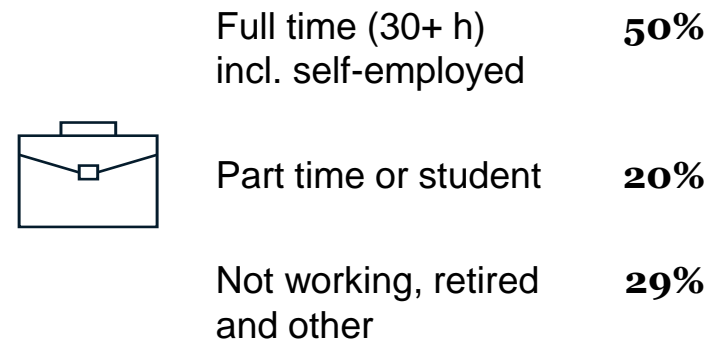 Full time (30+ h) 50%
incl. self-employed
Part time or student 20%
Not working, retired 29%
and other